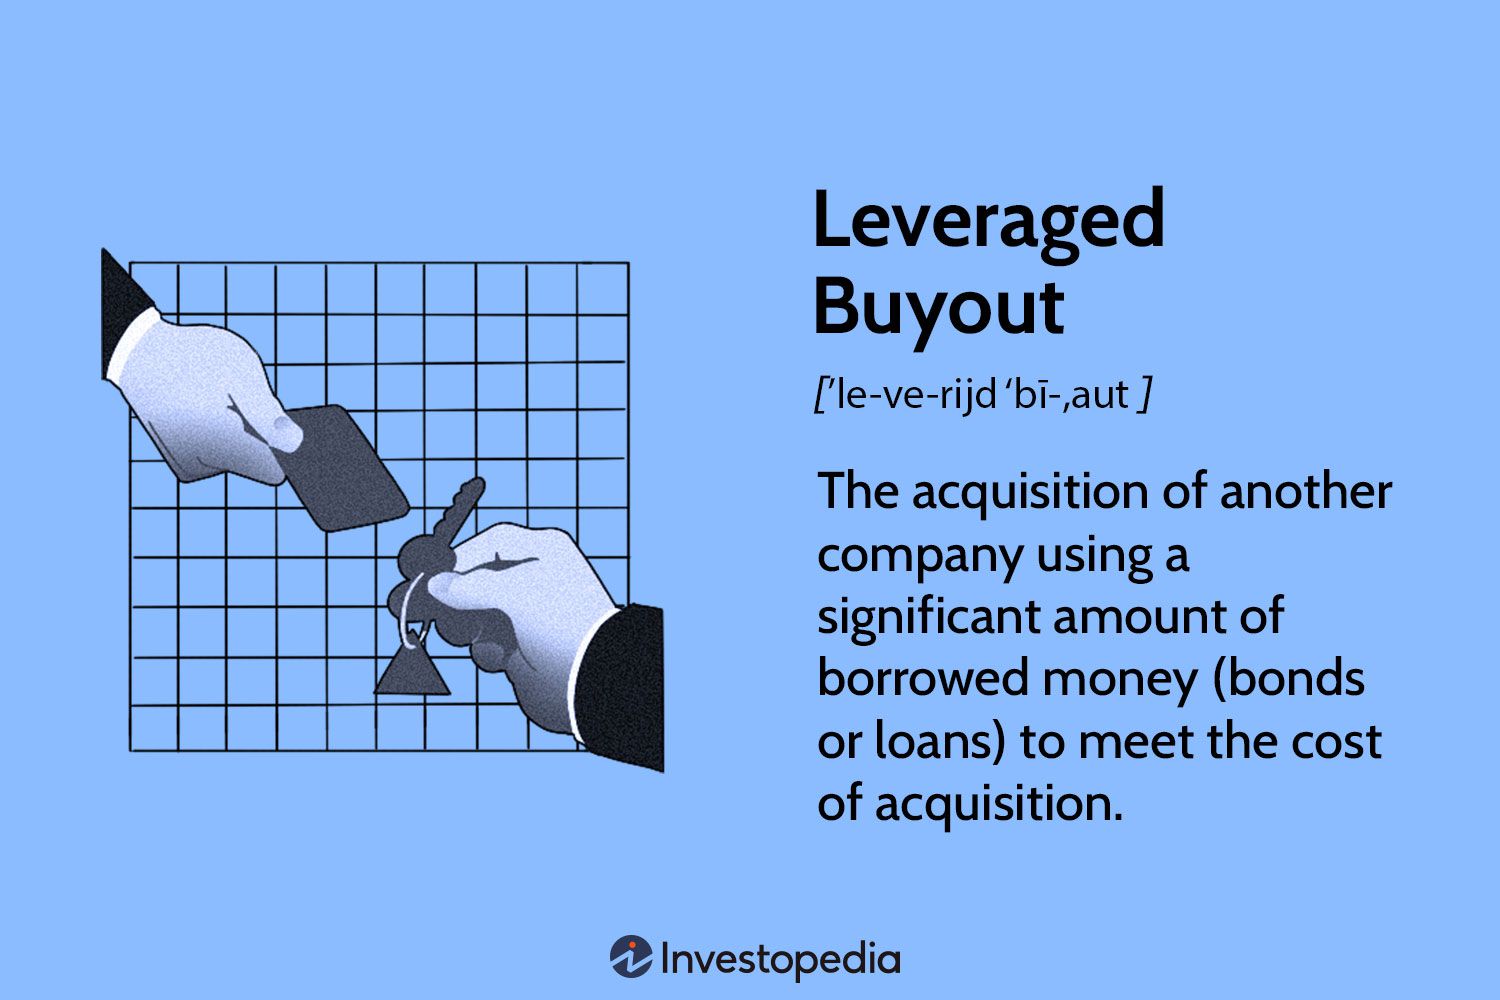 Leveraged
Buyout
[’le-ve-rijd ‘bī-,aut ]
The acquisition of another
company using a
significant amount of
borrowed money (bonds
or loans) to meet the cost
of acquisition.
Investopedia